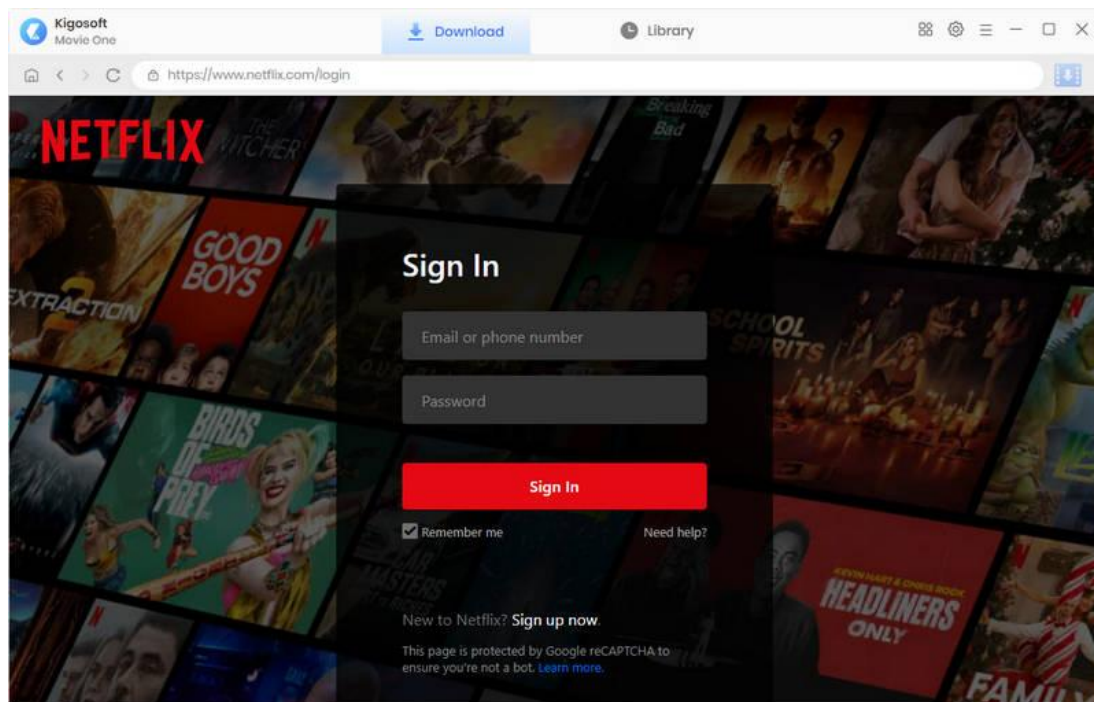 Kigosoft
Movie One
Download
Library
https://www.netflix.com/login
NETFLIX
THE
WITCHER
Breaking
Bad
GOOD
BOYS
EXTRACTION
2
Sign In
SCHOOL
SPIRITS
Email or phone number
Password
BIRDS
OF
PREY
Sign In
Remember me
Need help?
CAR
MASTERS
KEVIN HART & CHRIS ROCK
HEADLINERS
ONLY
New to Netflix? Sign up now.
This page is protected by Google reCAPTCHA to
ensure you're not a bot. Learn more.
FAMILY